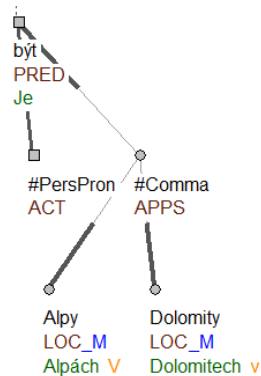 být
PRED
Je
#PersPron #Comma
ACT APPS
Alpy Dolomity
LOC_M LOC_M
Alpách V Dolomitech v